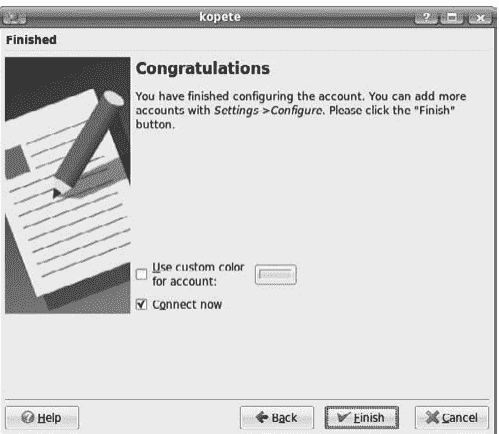 kopete
Finished
Congratulations
You have finished configuring the account. You can add more
accounts with Settings >Configure. Please click the "Finish"
button.
Use custom color
for account:
Connect now
Help
Back
Finish
Cancel